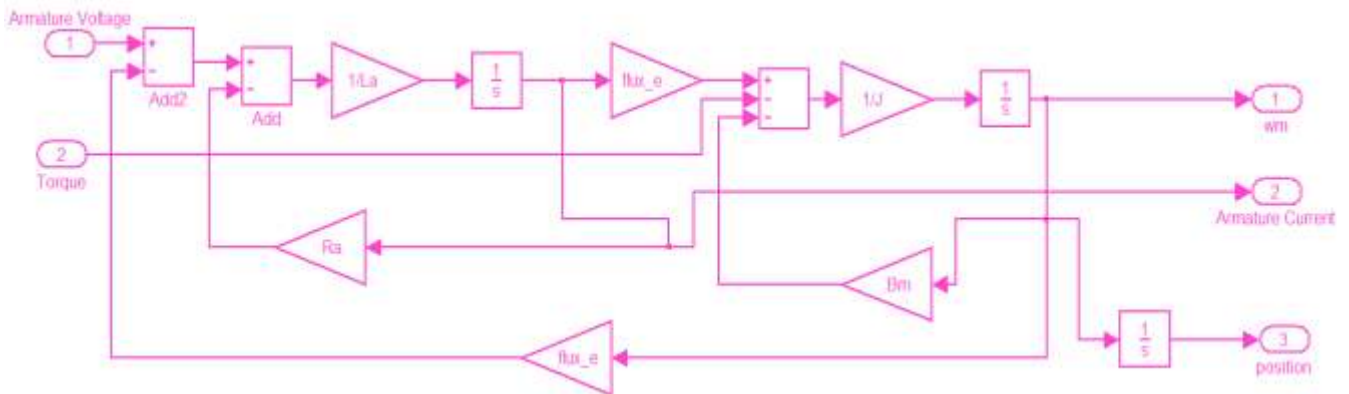 Armature Voltage
1
+
-
Add2
+
-
Add
1/La
1
s
flux_e
+
-
-
1/J
1
s
1
wm
2
Torque
2
Armature Current
Ra
Bm
flux_e
1
s
3
position